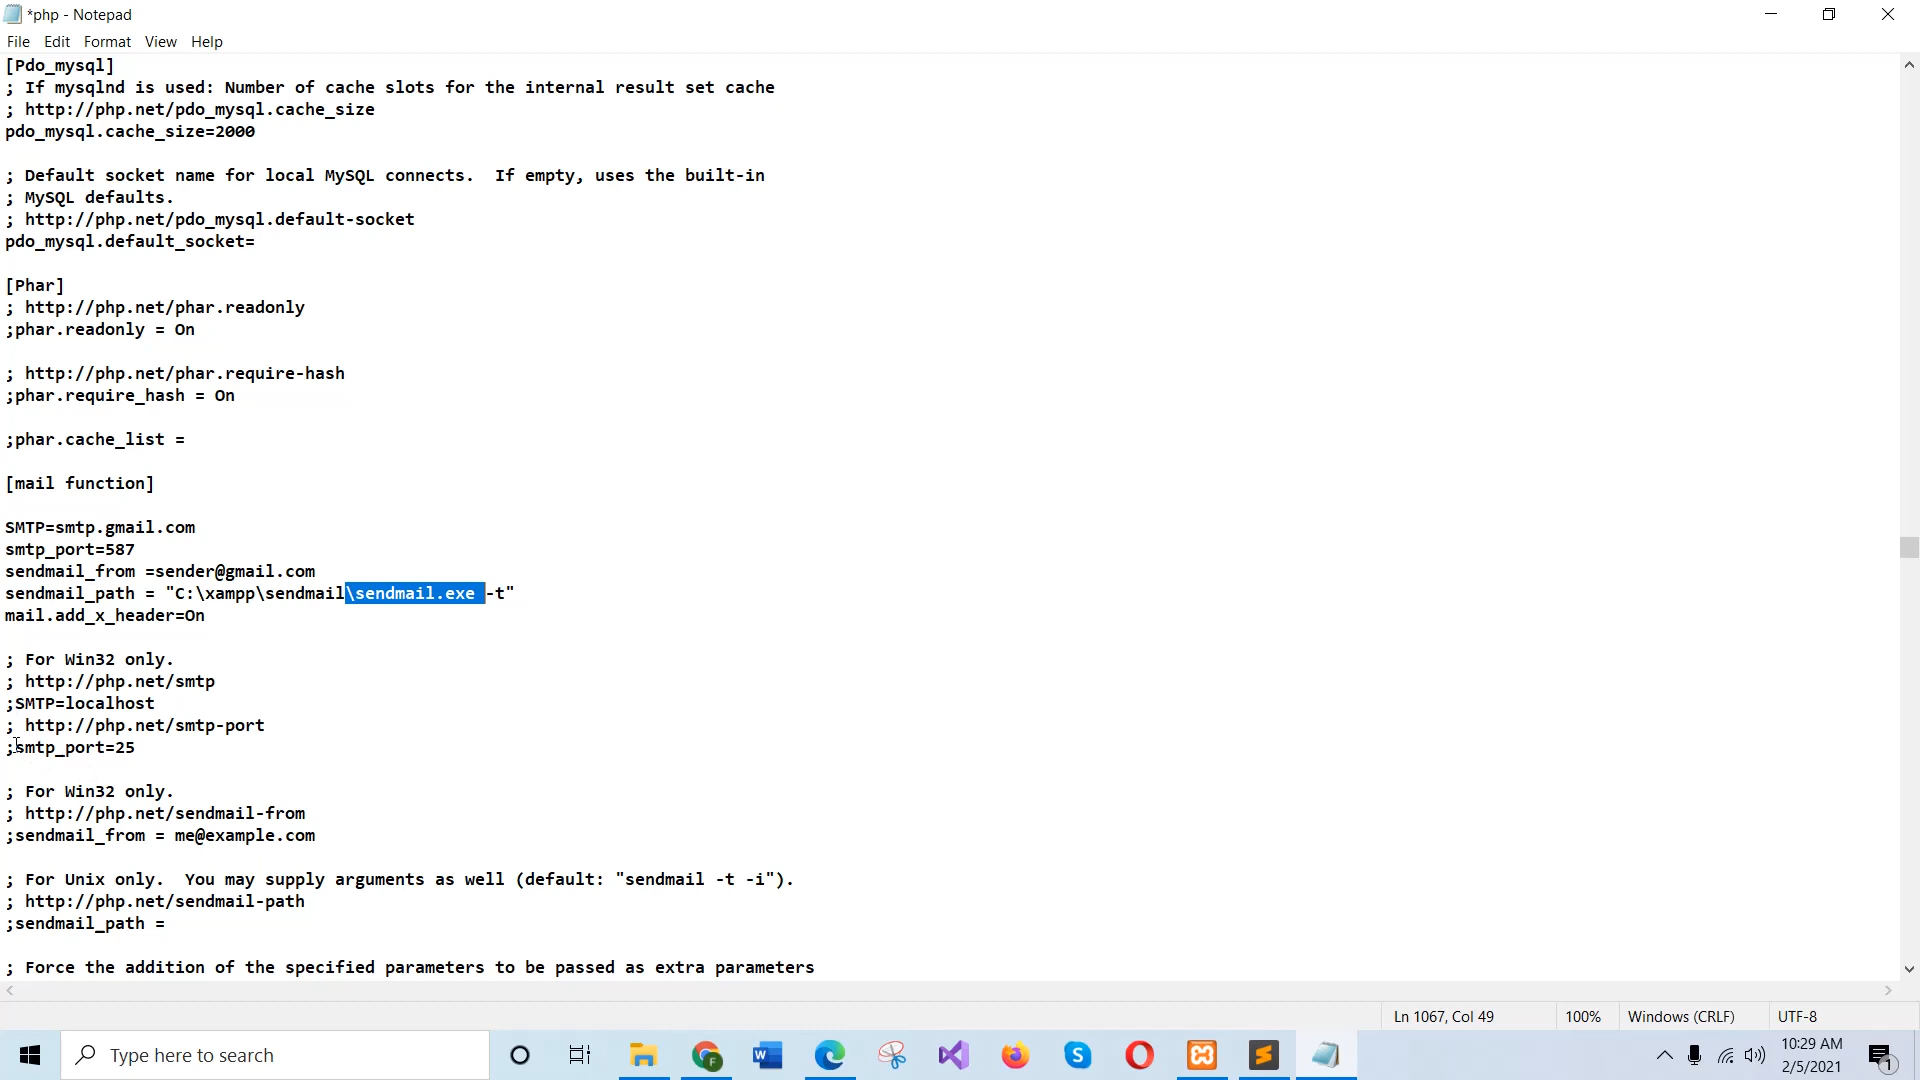 *php - Notepad
File Edit Format View Help
[Pdo_mysql]
; If mysqlnd is used: Number of cache slots for the internal result set cache
; http://php.net/pdo_mysql.cache_size
pdo_mysql.cache_size=2000
; Default socket name for local MySQL connects.  If empty, uses the built-in
; MySQL defaults.
; http://php.net/pdo_mysql.default-socket
pdo_mysql.default_socket=
[Phar]
; http://php.net/phar.readonly
;phar.readonly = On
; http://php.net/phar.require-hash
;phar.require_hash = On
;phar.cache_list =
[mail function]
SMTP=smtp.gmail.com
smtp_port=587
sendmail_from =sender@gmail.com
sendmail_path = "C:\xampp\sendmail\sendmail.exe -t"
mail.add_x_header=On
; For Win32 only.
; http://php.net/smtp
;SMTP=localhost
; http://php.net/smtp-port
;smtp_port=25
; For Win32 only.
; http://php.net/sendmail-from
;sendmail_from = me@example.com
; For Unix only.  You may supply arguments as well (default: "sendmail -t -i").
; http://php.net/sendmail-path
;sendmail_path =
; Force the addition of the specified parameters to be passed as extra parameters
Ln 1067, Col 49 100% Windows (CRLF) UTF-8
Type here to search
10:29 AM
2/5/2021
1